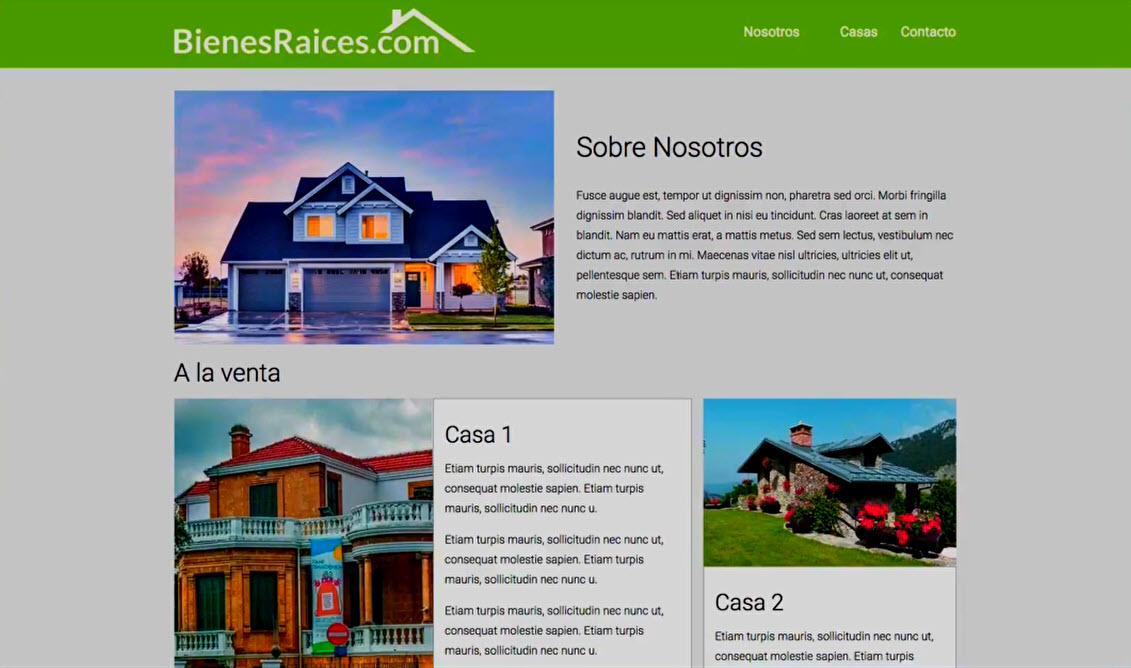 BienesRaices.com
Nosotros
Casas
Contacto
Sobre Nosotros
Fusce augue est, tempor ut dignissim non, pharetra sed orci. Morbi fringilla
dignissim blandit. Sed aliquet in nisi eu tincidunt. Cras laoreet at sem in
blandit. Nam eu mattis erat, a mattis metus. Sed sem lectus, vestibulum nec
dictum ac, rutrum in mi. Maecenas vitae nisl ultricies, ultricies elit ut,
pellentesque sem. Etiam turpis mauris, sollicitudin nec nunc ut, consequat
molestie sapien.
A la venta
Casa 1
Etiam turpis mauris, sollicitudin nec nunc ut,
consequat molestie sapien. Etiam turpis
mauris, sollicitudin nec nunc u.
Etiam turpis mauris, sollicitudin nec nunc ut,
consequat molestie sapien. Etiam turpis
mauris, sollicitudin nec nunc u.
Etiam turpis mauris, sollicitudin nec nunc ut,
consequat molestie sapien. Etiam turpis
mauris, sollicitudin nec nunc u.
Casa 2
Etiam turpis mauris, sollicitudin nec nunc ut,
consequat molestie sapien. Etiam turpis